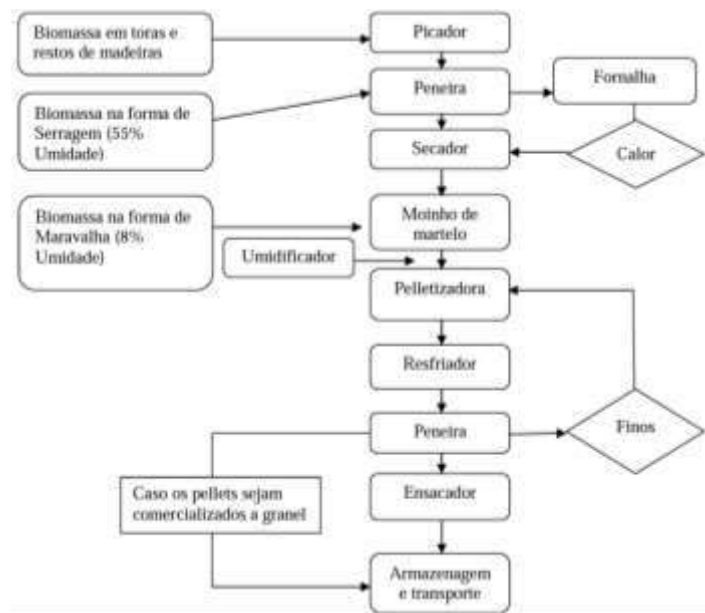 Biomassa em toras e
restos de madeiras
Picador
Peneira
Fornalha
Biomassa na forma de
Serragem (55%
Umidade)
Secador
Calor
Biomassa na forma de
Maravalha (8%
Umidade)
Moinho de
martelo
Umidificador
Pelletizadora
Resfriador
Peneira
Finos
Caso os pellets sejam
comercializados a granel
Ensacador
Armazenagem
e transporte